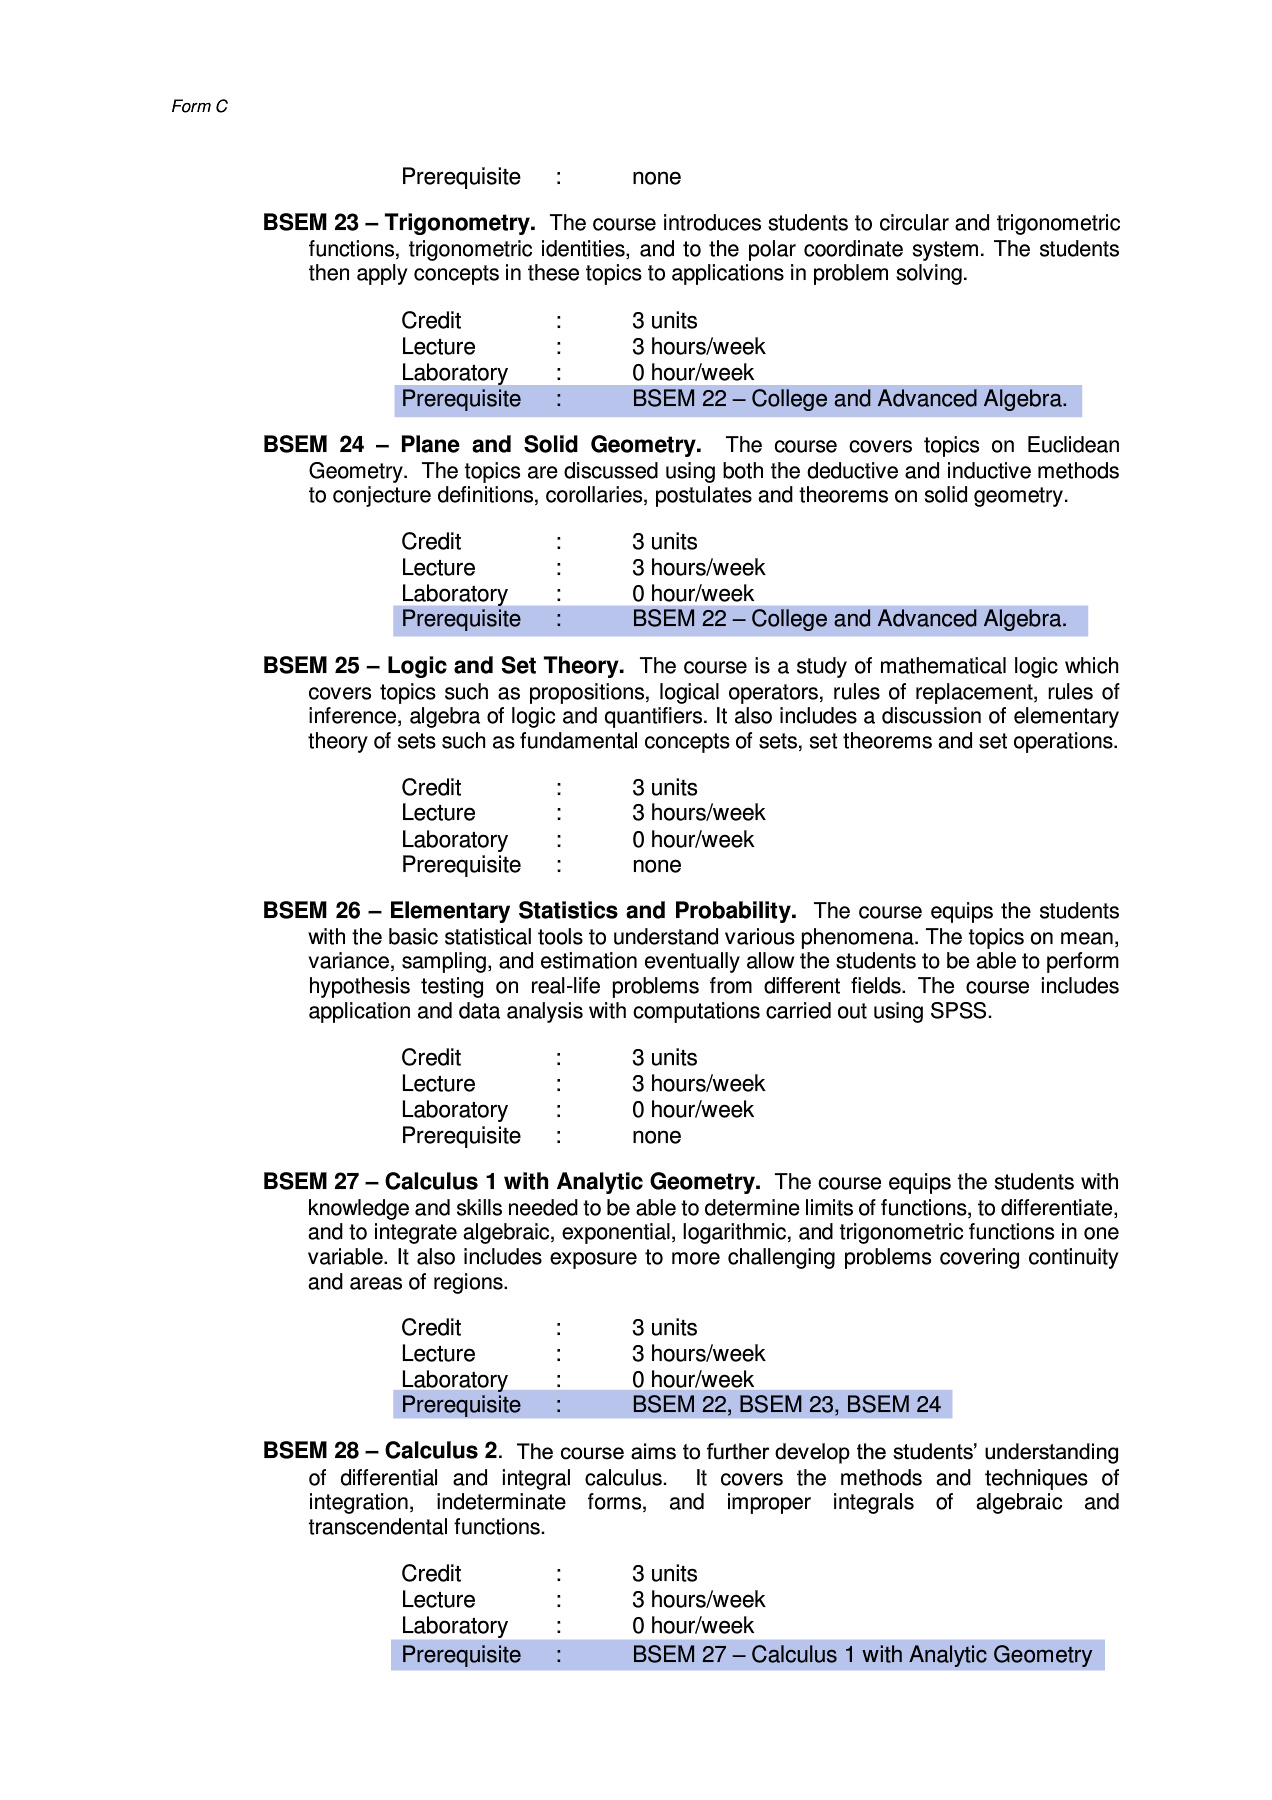 Form C
Prerequisite : none
BSEM 23 – Trigonometry. The course introduces students to circular and trigonometric
functions, trigonometric identities, and to the polar coordinate system. The students
then apply concepts in these topics to applications in problem solving.
Credit : 3 units
Lecture : 3 hours/week
Laboratory : 0 hour/week
Prerequisite : BSEM 22 – College and Advanced Algebra.
BSEM 24 – Plane and Solid Geometry. The course covers topics on Euclidean
Geometry. The topics are discussed using both the deductive and inductive methods
to conjecture definitions, corollaries, postulates and theorems on solid geometry.
Credit : 3 units
Lecture : 3 hours/week
Laboratory : 0 hour/week
Prerequisite : BSEM 22 – College and Advanced Algebra.
BSEM 25 – Logic and Set Theory. The course is a study of mathematical logic which
covers topics such as propositions, logical operators, rules of replacement, rules of
inference, algebra of logic and quantifiers. It also includes a discussion of elementary
theory of sets such as fundamental concepts of sets, set theorems and set operations.
Credit : 3 units
Lecture : 3 hours/week
Laboratory : 0 hour/week
Prerequisite : none
BSEM 26 – Elementary Statistics and Probability. The course equips the students
with the basic statistical tools to understand various phenomena. The topics on mean,
variance, sampling, and estimation eventually allow the students to be able to perform
hypothesis testing on real-life problems from different fields. The course includes
application and data analysis with computations carried out using SPSS.
Credit : 3 units
Lecture : 3 hours/week
Laboratory : 0 hour/week
Prerequisite : none
BSEM 27 – Calculus 1 with Analytic Geometry. The course equips the students with
knowledge and skills needed to be able to determine limits of functions, to differentiate,
and to integrate algebraic, exponential, logarithmic, and trigonometric functions in one
variable. It also includes exposure to more challenging problems covering continuity
and areas of regions.
Credit : 3 units
Lecture : 3 hours/week
Laboratory : 0 hour/week
Prerequisite : BSEM 22, BSEM 23, BSEM 24
BSEM 28 – Calculus 2. The course aims to further develop the students’ understanding
of differential and integral calculus. It covers the methods and techniques of
integration, indeterminate forms, and improper integrals of algebraic and
transcendental functions.
Credit : 3 units
Lecture : 3 hours/week
Laboratory : 0 hour/week
Prerequisite : BSEM 27 – Calculus 1 with Analytic Geometry